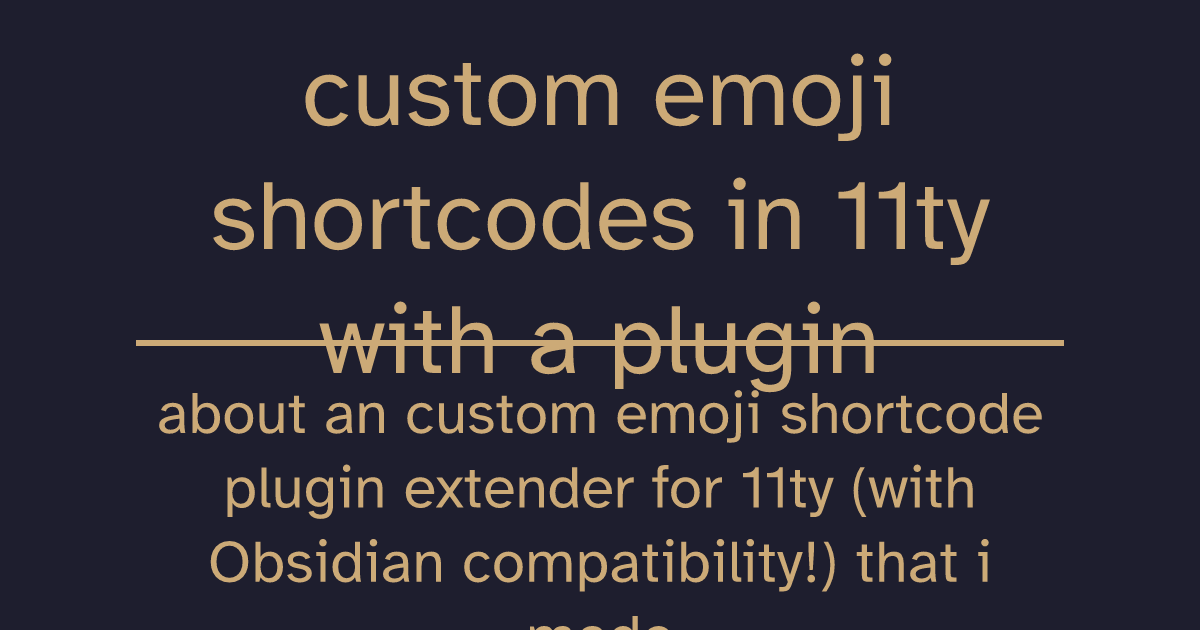 custom emoji
shortcodes in 11ty
with a plugin
about an custom emoji shortcode
plugin extender for 11ty (with
Obsidian compatibility!) that i
made